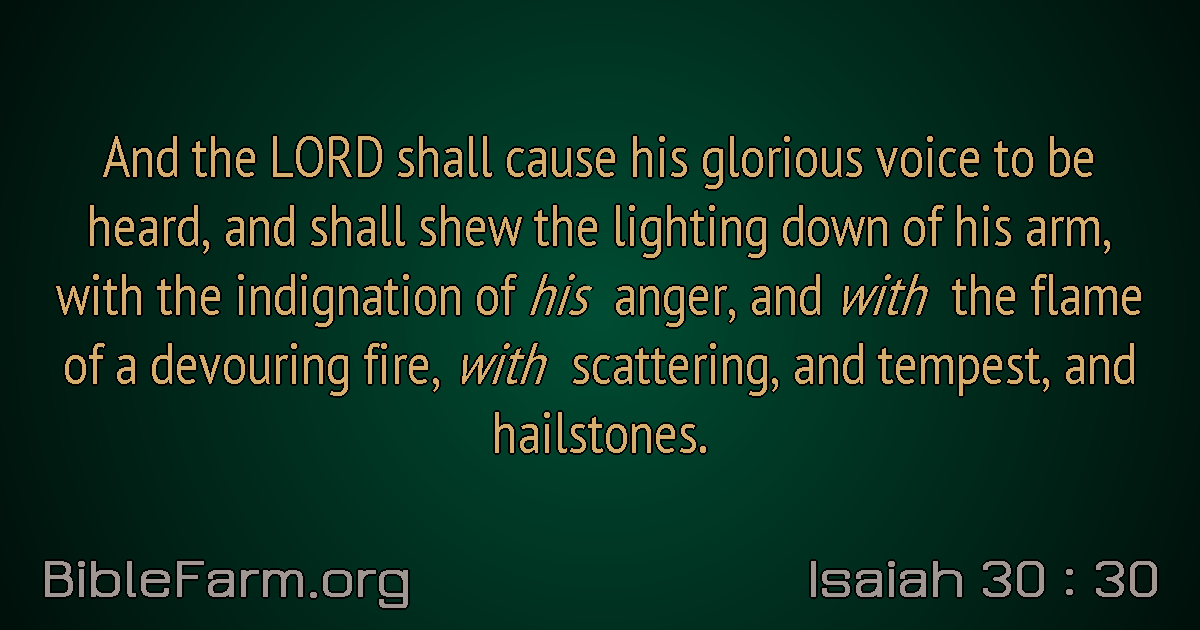 And the LORD shall cause his glorious voice to be
heard, and shall shew the lighting down of his arm,
with the indignation of his anger, and with the flame
of a devouring fire, with scattering, and tempest, and
hailstones.
BibleFarm.org
Isaiah 30 : 30